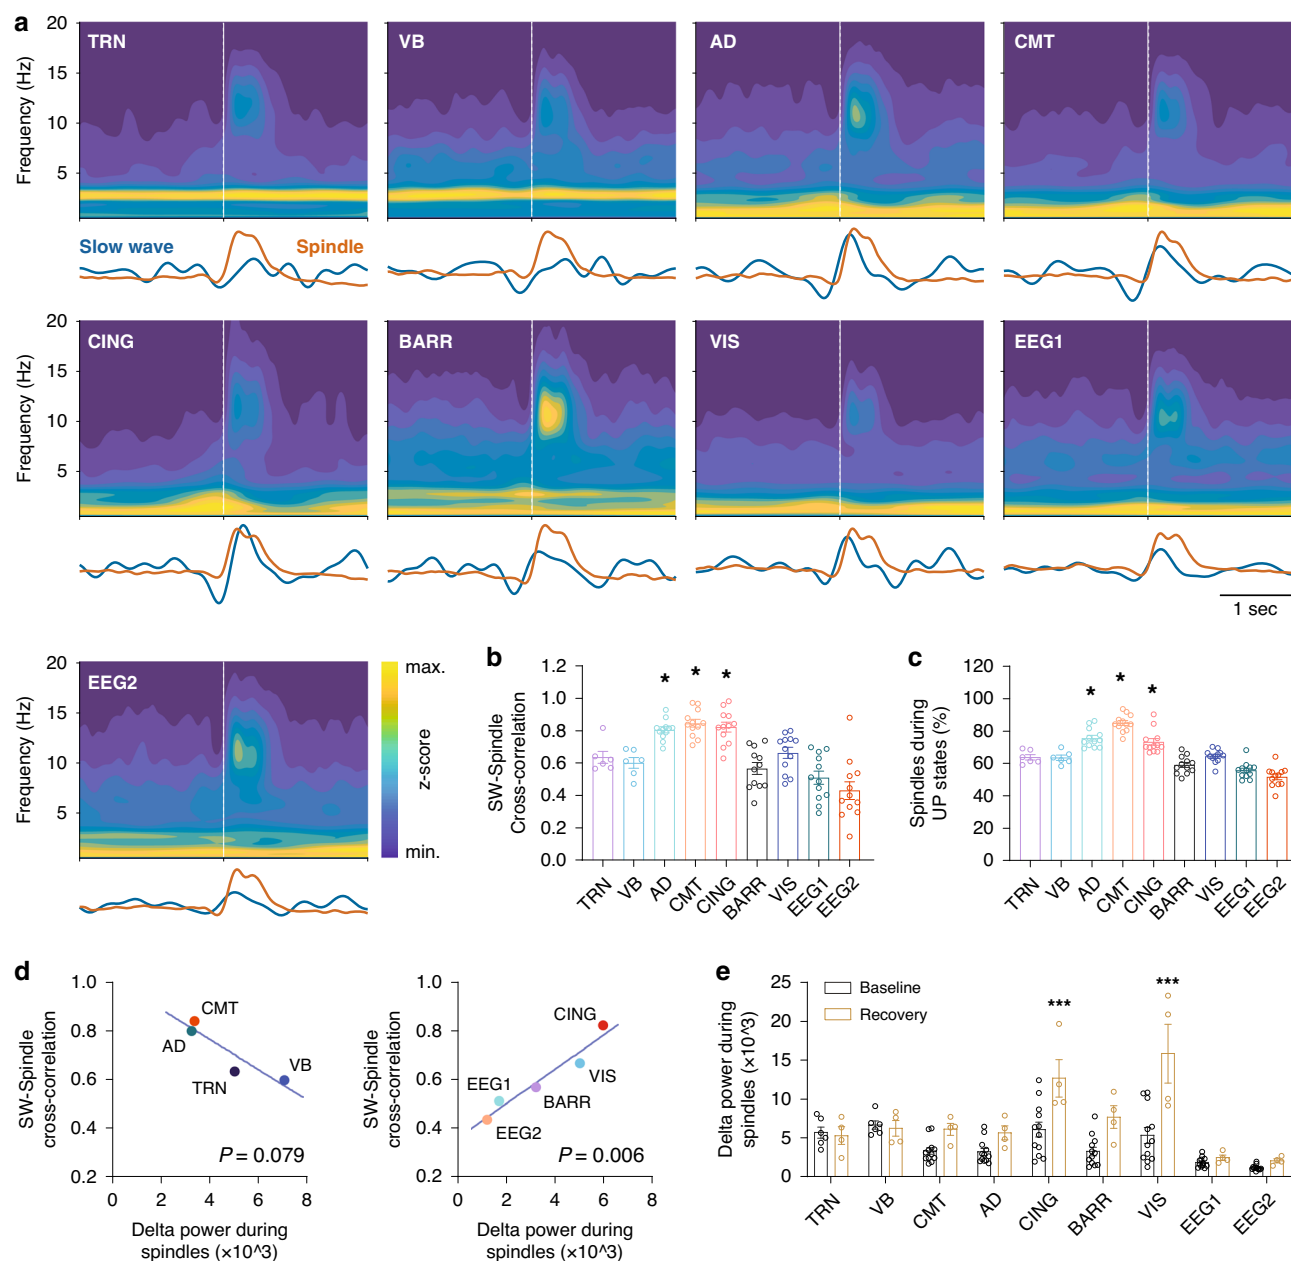 a
TRN
VB
AD
CMT
20
15
10
5
Frequency (Hz)
Slow wave
Spindle
CING
BARR
VIS
EEG1
20
15
10
5
Frequency (Hz)
1 sec
EEG2
20
15
10
5
Frequency (Hz)
max.
z-score
min.
b
1.2
1.0
0.8
0.6
0.4
0.2
0.0
SW-Spindle
Cross-correlation
* * *
TRN VB AD CMT CING BARR VIS EEG1 EEG2
c
120
100
80
60
40
20
0
Spindles during
UP states (%)
* * *
TRN VB AD CMT CING BARR VIS EEG1 EEG2
d
1.0
0.8
0.6
0.4
0.2
SW-Spindle
cross-correlation
CMT
AD
TRN
VB
P = 0.079
0 2 4 6 8
Delta power during
spindles (×10^3)
1.0
0.8
0.6
0.4
0.2
SW-Spindle
cross-correlation
CING
VIS
EEG1
BARR
EEG2
P = 0.006
0 2 4 6 8
Delta power during
spindles (×10^3)
e
25
20
15
10
5
0
Delta power during
spindles (×10^3)
Baseline
Recovery
*** ***
TRN VB CMT AD CING BARR VIS EEG1 EEG2